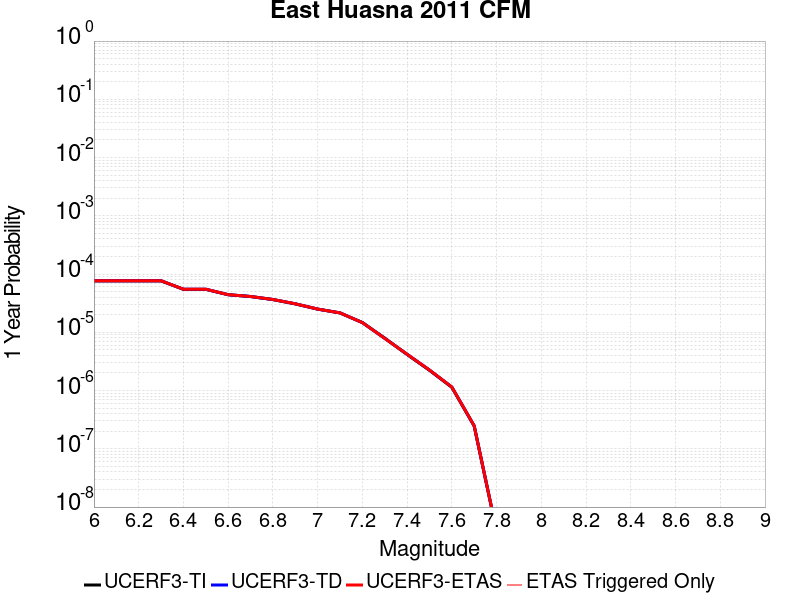 East Huasna 2011 CFM
10^0
10^-1
10^-2
10^-3
10^-4
10^-5
10^-6
10^-7
10^-8
1 Year Probability
6 6.2 6.4 6.6 6.8 7 7.2 7.4 7.6 7.8 8 8.2 8.4 8.6 8.8 9
Magnitude
UCERF3-TI UCERF3-TD UCERF3-ETAS ETAS Triggered Only